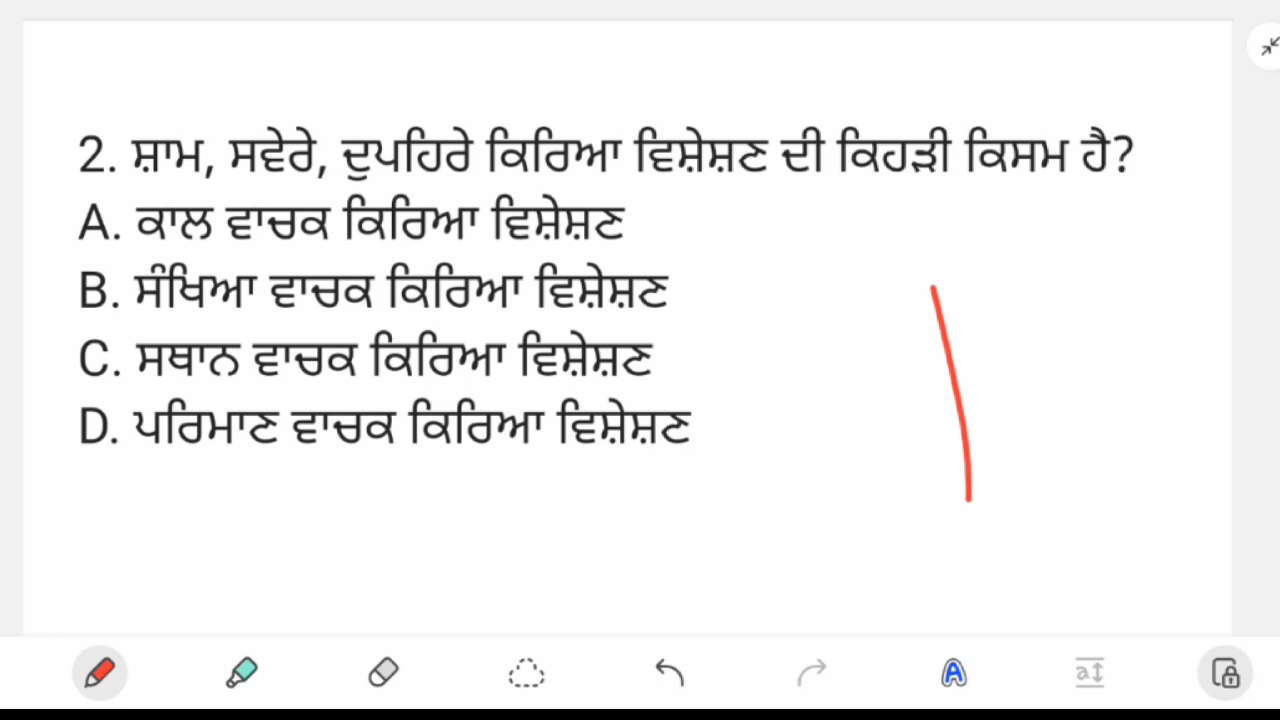 2. ਸ਼ਾਮ, ਸਵੇਰੇ, ਦੁਪਹਿਰੇ ਕਿਰਿਆ ਵਿਸ਼ੇਸ਼ਣ ਦੀ ਕਿਹੜੀ ਕਿਸਮ ਹੈ?
A. ਕਾਲ ਵਾਚਕ ਕਿਰਿਆ ਵਿਸ਼ੇਸ਼ਣ
B. ਸੰਖਿਆ ਵਾਚਕ ਕਿਰਿਆ ਵਿਸ਼ੇਸ਼ਣ
C. ਸਥਾਨ ਵਾਚਕ ਕਿਰਿਆ ਵਿਸ਼ੇਸ਼ਣ
D. ਪਰਿਮਾਣ ਵਾਚਕ ਕਿਰਿਆ ਵਿਸ਼ੇਸ਼ਣ
A a